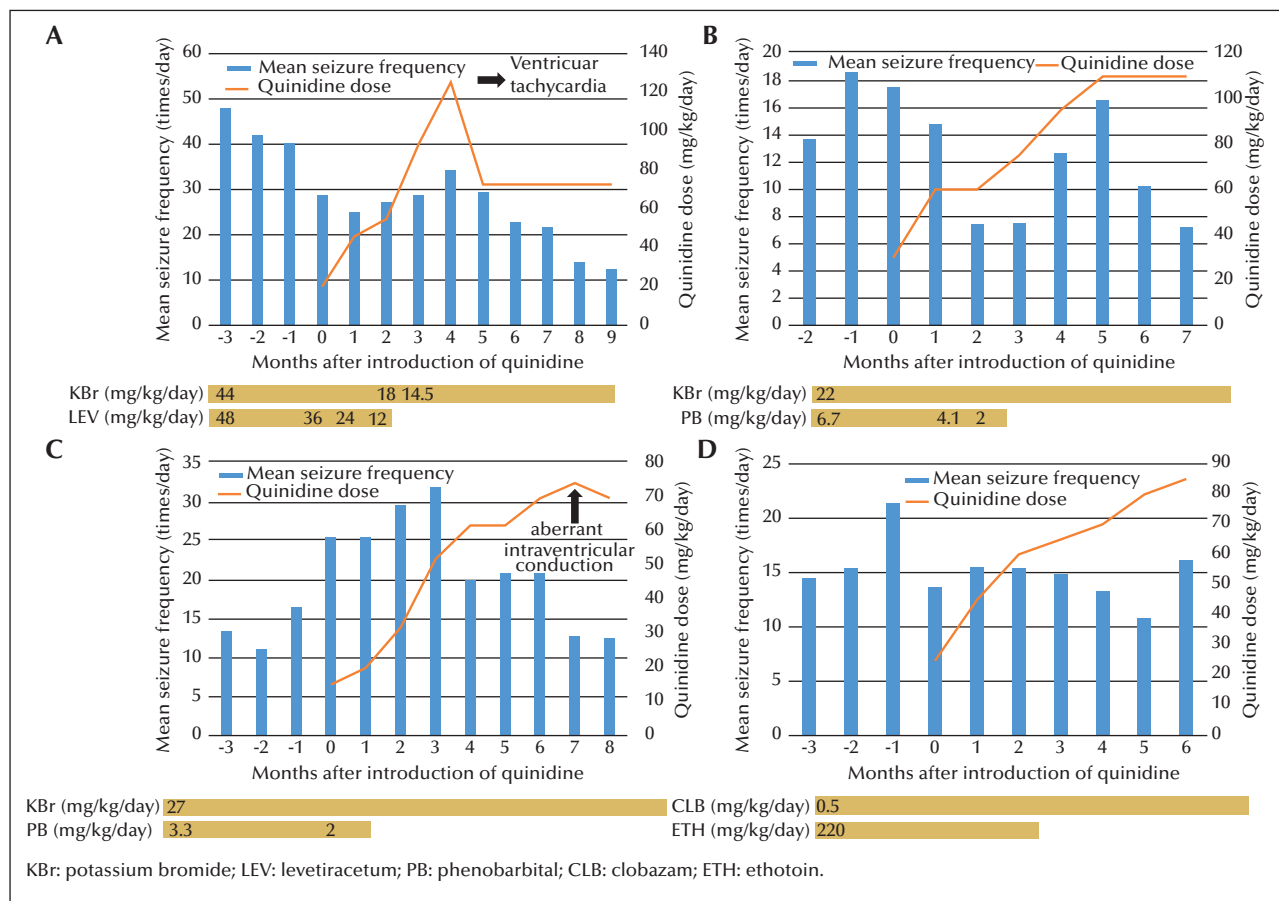 A
Mean seizure frequency (times/day)
60
50
40
30
20
10
0
Mean seizure frequency
Quinidine dose
Ventricuar
tachycardia
140
120
100
80
60
40
20
0
Quinidine dose (mg/kg/day)
-3 -2 -1 0 1 2 3 4 5 6 7 8 9
Months after introduction of quinidine
KBr (mg/kg/day) 44 18 14.5
LEV (mg/kg/day) 48 36 24 12
B
Mean seizure frequency (times/day)
20
18
16
14
12
10
8
6
4
2
0
Mean seizure frequency Quinidine dose
120
100
80
60
40
20
0
Quinidine dose (mg/kg/day)
-2 -1 0 1 2 3 4 5 6 7
Months after introduction of quinidine
KBr (mg/kg/day) 22
PB (mg/kg/day) 6.7 4.1 2
C
Mean seizure frequency (times/day)
35
30
25
20
15
10
5
0
Mean seizure frequency
Quinidine dose
aberrant
intraventricular
conduction
80
70
60
50
40
30
20
10
0
Quinidine dose (mg/kg/day)
-3 -2 -1 0 1 2 3 4 5 6 7 8
Months after introduction of quinidine
KBr (mg/kg/day) 27
PB (mg/kg/day) 3.3 2
D
Mean seizure frequency (times/day)
25
20
15
10
5
0
Mean seizure frequency
Quinidine dose
90
80
70
60
50
40
30
20
10
0
Quinidine dose (mg/kg/day)
-3 -2 -1 0 1 2 3 4 5 6
Months after introduction of quinidine
CLB (mg/kg/day) 0.5
ETH (mg/kg/day) 220
KBr: potassium bromide; LEV: levetiracetum; PB: phenobarbital; CLB: clobazam; ETH: ethotoin.